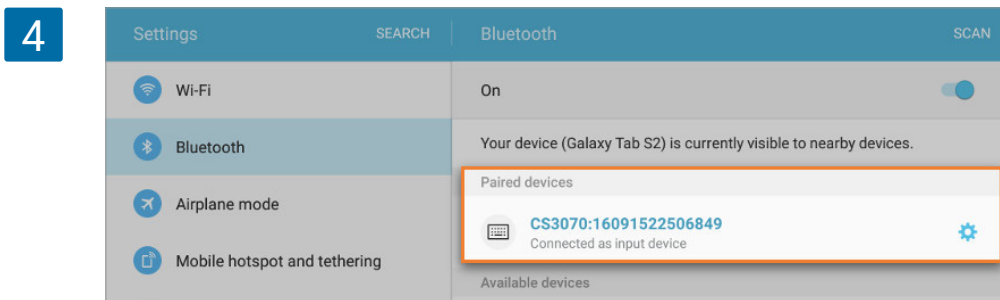 4
Settings SEARCH Bluetooth SCAN
Wi-Fi On
Bluetooth Your device (Galaxy Tab S2) is currently visible to nearby devices.
Paired devices
Airplane mode CS3070:16091522506849
Connected as input device
Mobile hotspot and tethering
Available devices